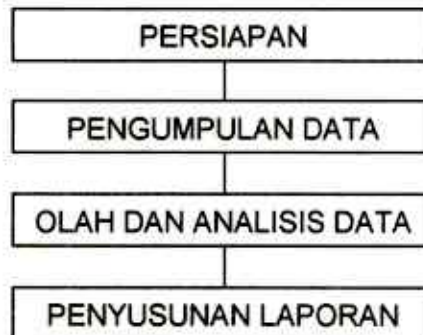 PERSIAPAN
PENGUMPULAN DATA
OLAH DAN ANALISIS DATA
PENYUSUNAN LAPORAN